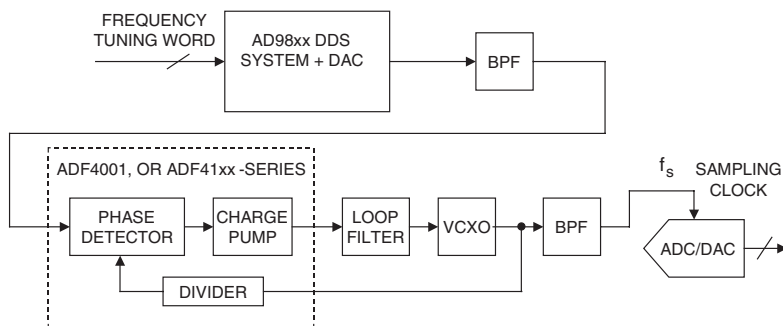 FREQUENCY
TUNING WORD
AD98xx DDS
SYSTEM + DAC
BPF
ADF4001, OR ADF41xx -SERIES
PHASE
DETECTOR
CHARGE
PUMP
LOOP
FILTER
VCXO
BPF
fs
SAMPLING
CLOCK
ADC/DAC
DIVIDER